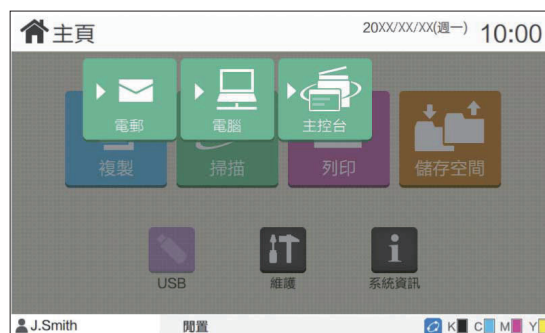 主頁 20XX/XX/XX(週一) 10:00
電郵 電腦 主控台
複製 掃描 列印 儲存空間
USB 維護 系統資訊
J.Smith 閒置 K C M Y